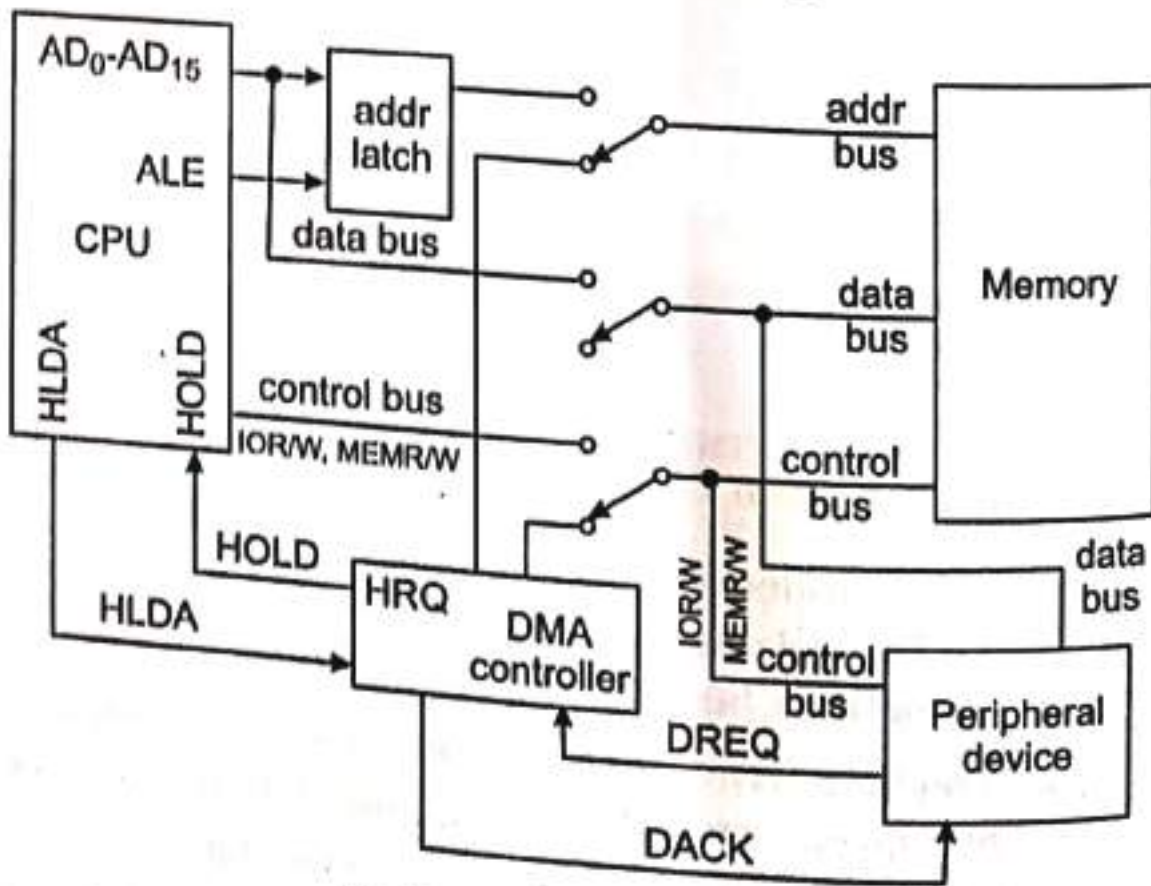 AD₀-AD₁₅
ALE
CPU
HLDA
HOLD
addr
latch
data bus
control bus
IOR/W, MEMR/W
addr
bus
data
bus
control
bus
Memory
HOLD
HLDA
HRQ
DMA
controller
IOR/W
MEMR/W
data
bus
control
bus
Peripheral
device
DREQ
DACK